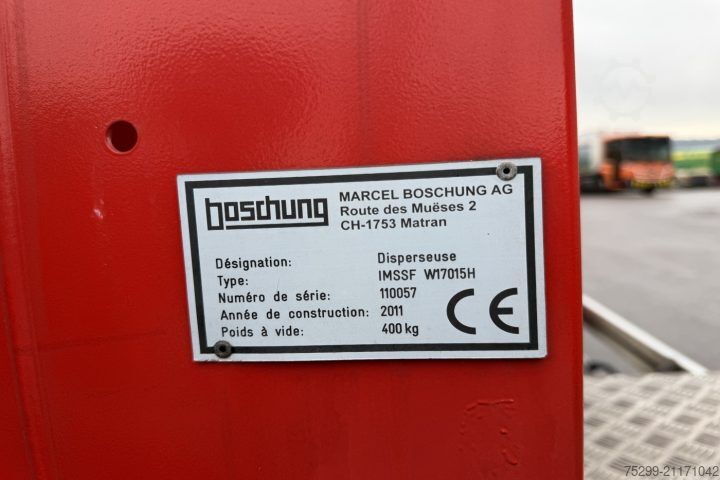 boschung
MARCEL BOSCHUNG AG
Route des Muëses 2
CH-1753 Matran
Désignation: Disperseuse
Type: IMSSF W17015H
Numéro de série: 110057
Année de construction: 2011
Poids à vide: 400 kg
CE
75299-21171042